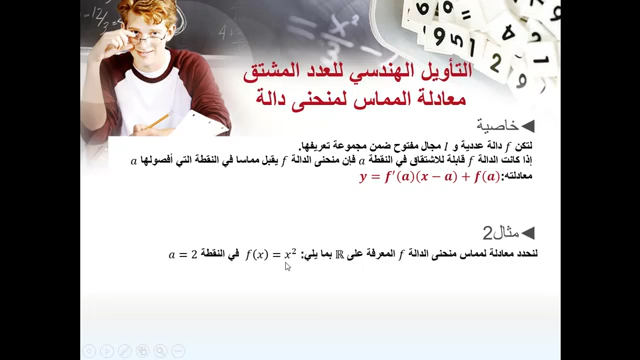 التأويل الهندسي للعدد المشتق
معادلة المماس لمنحنى دالة
خاصية
لتكن f دالة عددية و I مجال مفتوح ضمن مجموعة تعريفها.
إذا كانت الدالة f قابلة للاشتقاق في النقطة a فإن منحنى الدالة f يقبل مماسا في النقطة التي أفصولها a
معادلته: y = f′(a)(x − a) + f(a)
مثال2
لنحدد معادلة لمماس منحنى الدالة f المعرفة على ℝ بما يلي: f(x) = x² في النقطة a = 2